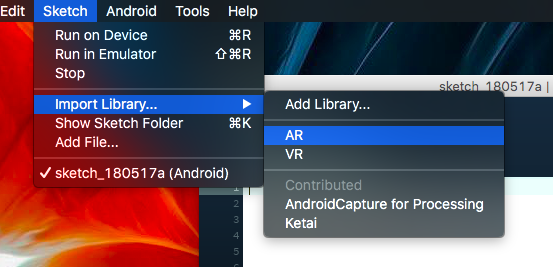 Edit Sketch Android Tools Help
Run on Device ⌘R
Run in Emulator ⇧⌘R
Stop
sketch_180517a |
Import Library... ▶
Add Library...
Show Sketch Folder ⌘K
Add File...
AR
VR
✓ sketch_180517a (Android)
Contributed
AndroidCapture for Processing
Ketai
1
2
3
4
5